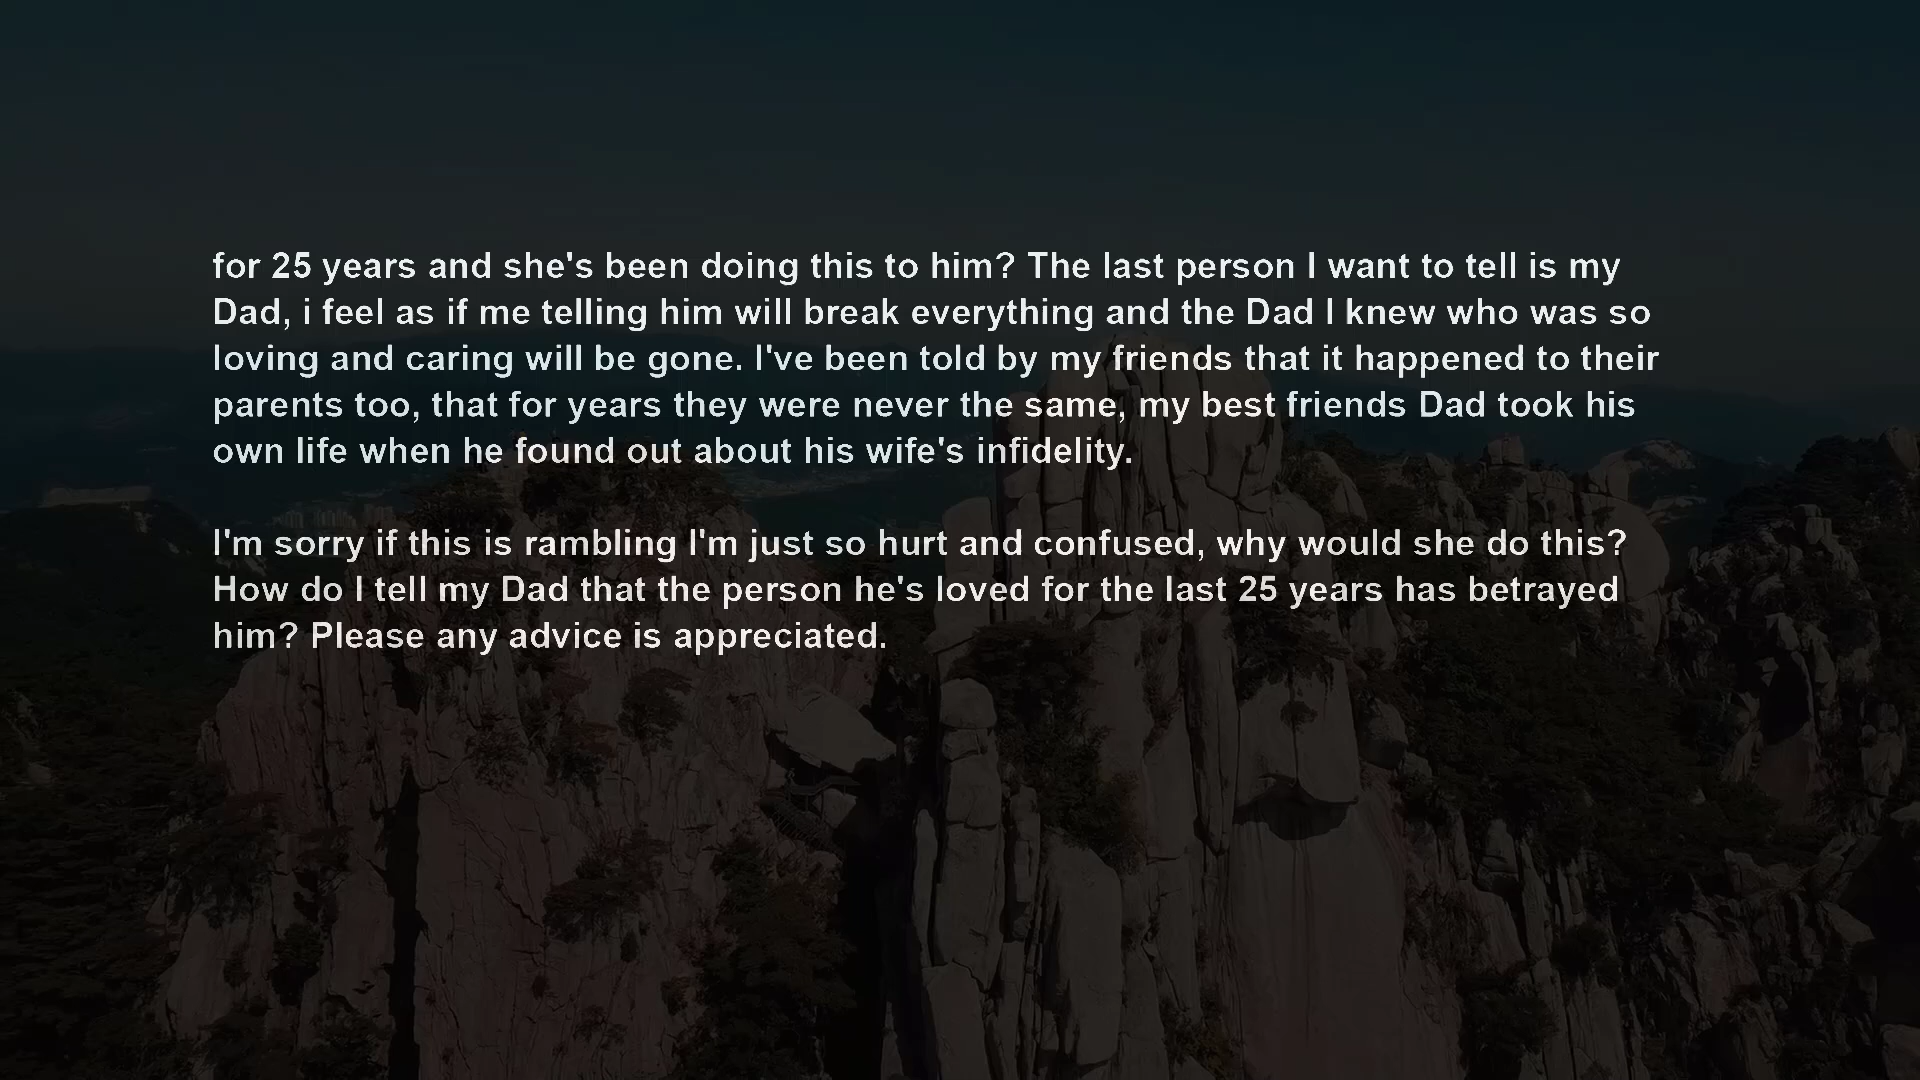 for 25 years and she's been doing this to him? The last person I want to tell is my
Dad, i feel as if me telling him will break everything and the Dad I knew who was so
loving and caring will be gone. I've been told by my friends that it happened to their
parents too, that for years they were never the same, my best friends Dad took his
own life when he found out about his wife's infidelity.
I'm sorry if this is rambling I'm just so hurt and confused, why would she do this?
How do I tell my Dad that the person he's loved for the last 25 years has betrayed
him? Please any advice is appreciated.